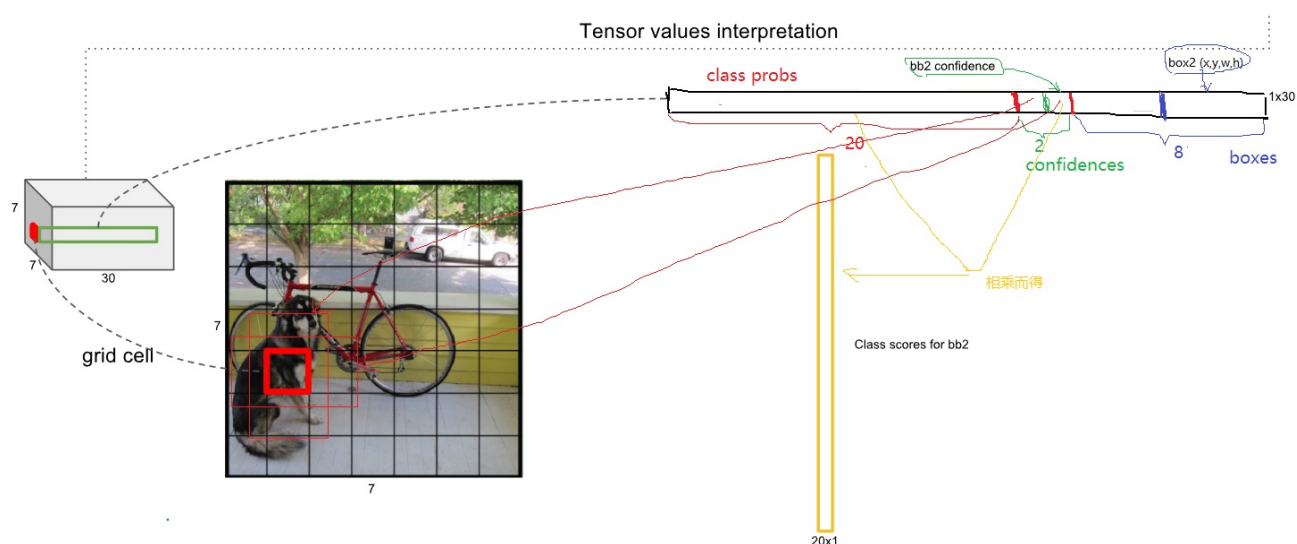 Tensor values interpretation
class probs
bb2 confidence
box2 (x,y,w,h)
1x30
20
2
confidences
8
boxes
7
7
30
7
grid cell
7
相乘而得
Class scores for bb2
20x1